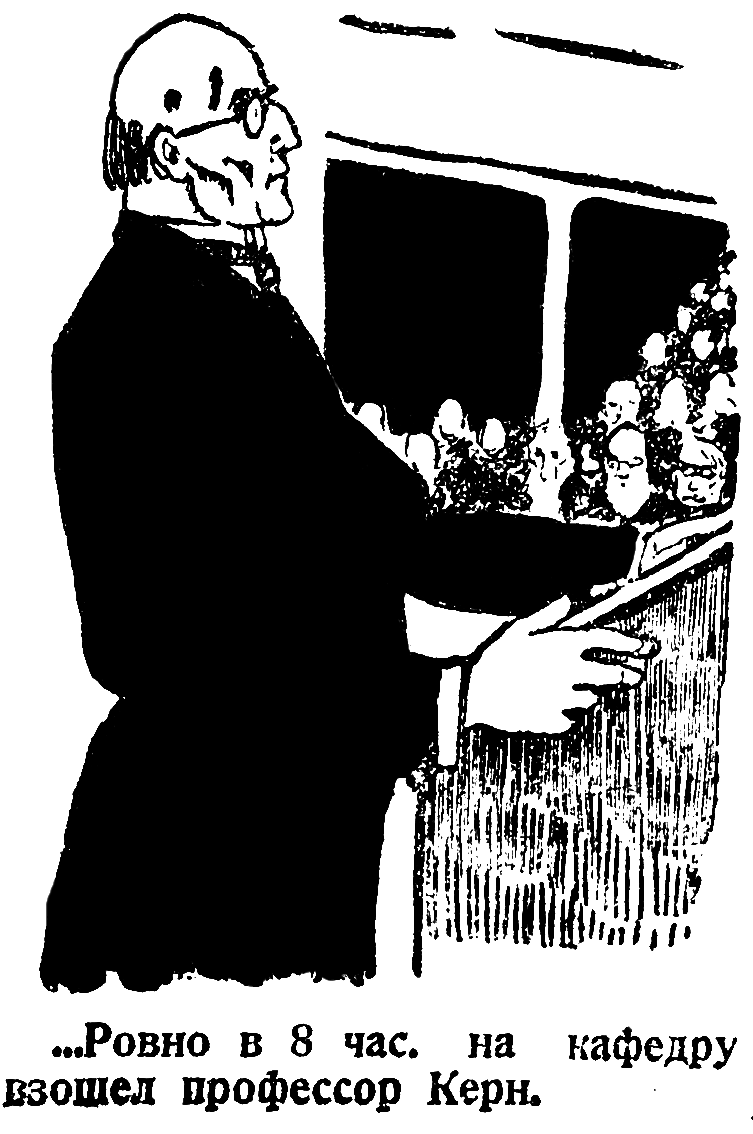 ...Ровно в 8 час. на кафедру
взошел профессор Керн.